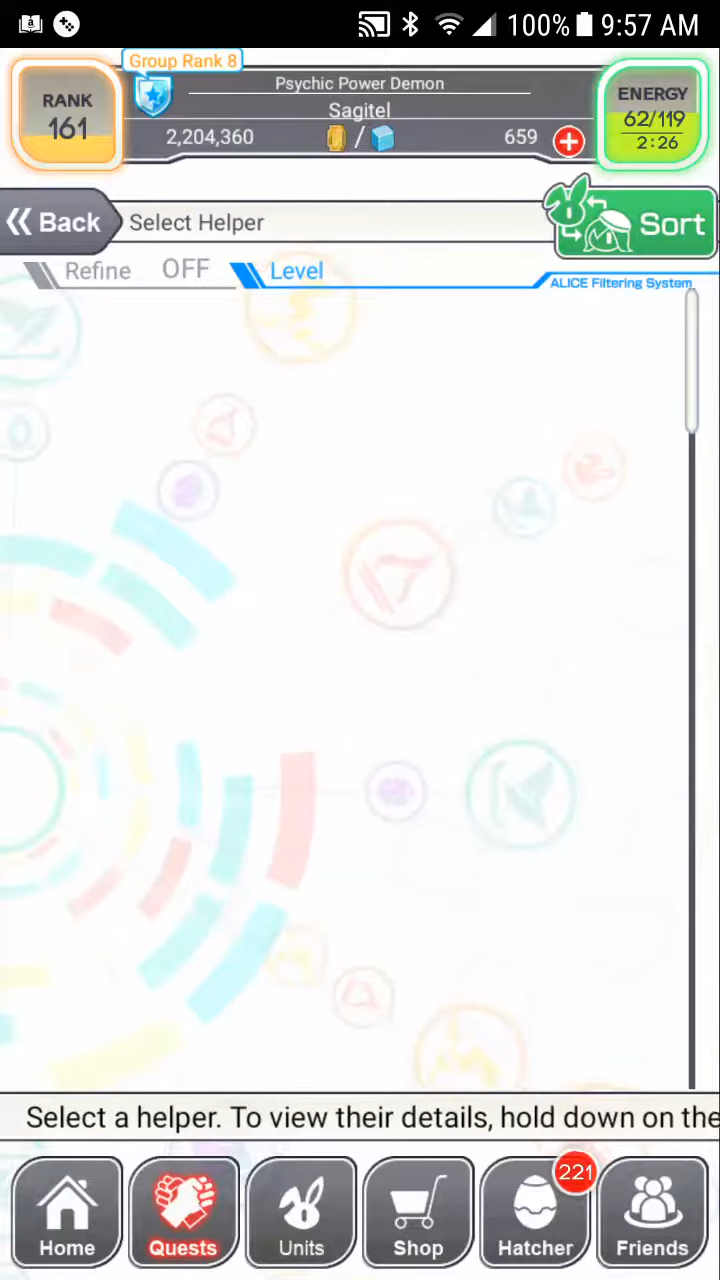 100% 9:57 AM
Group Rank 8
RANK
161
Psychic Power Demon
Sagitel
2,204,360 / 659
ENERGY
62/119
2:26
Back
Select Helper
Sort
Refine OFF Level
ALICE Filtering System
Select a helper. To view their details, hold down on the
221
Home
Quests
Units
Shop
Hatcher
Friends